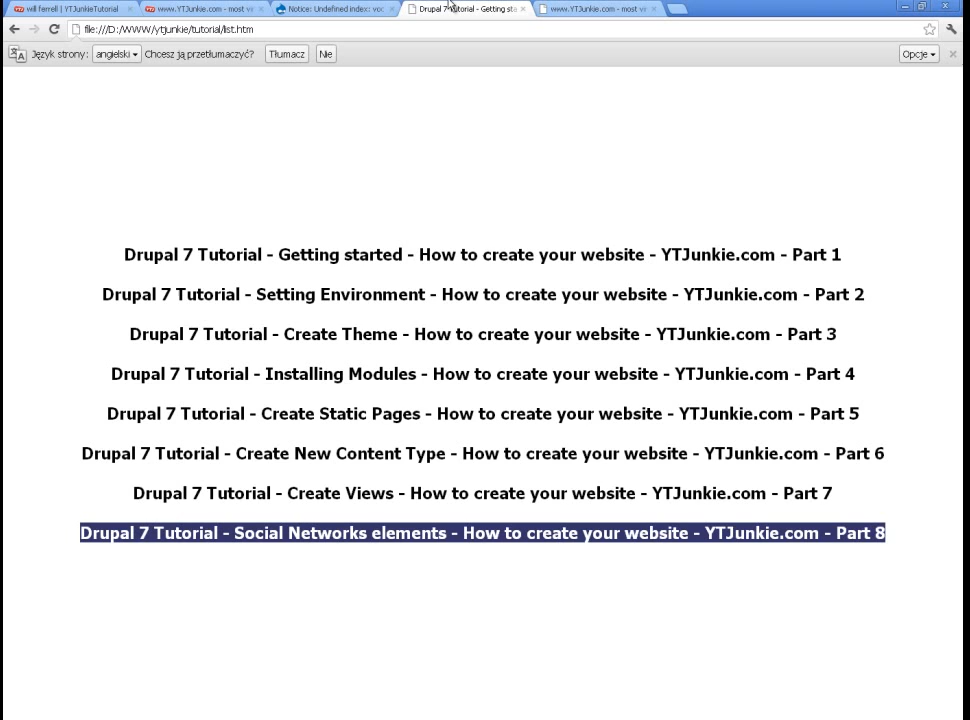 will ferrell | YTJunkieTutorial
www.YTJunkie.com - most vi
Notice: Undefined index: voc
Drupal 7 Tutorial - Getting sta
www.YTJunkie.com - most vi
file:///D:/WWW/ytjunkie/tutorial/list.htm
Język strony: angielski Chcesz ją przetłumaczyć? Tłumacz Nie Opcje
Drupal 7 Tutorial - Getting started - How to create your website - YTJunkie.com - Part 1
Drupal 7 Tutorial - Setting Environment - How to create your website - YTJunkie.com - Part 2
Drupal 7 Tutorial - Create Theme - How to create your website - YTJunkie.com - Part 3
Drupal 7 Tutorial - Installing Modules - How to create your website - YTJunkie.com - Part 4
Drupal 7 Tutorial - Create Static Pages - How to create your website - YTJunkie.com - Part 5
Drupal 7 Tutorial - Create New Content Type - How to create your website - YTJunkie.com - Part 6
Drupal 7 Tutorial - Create Views - How to create your website - YTJunkie.com - Part 7
Drupal 7 Tutorial - Social Networks elements - How to create your website - YTJunkie.com - Part 8